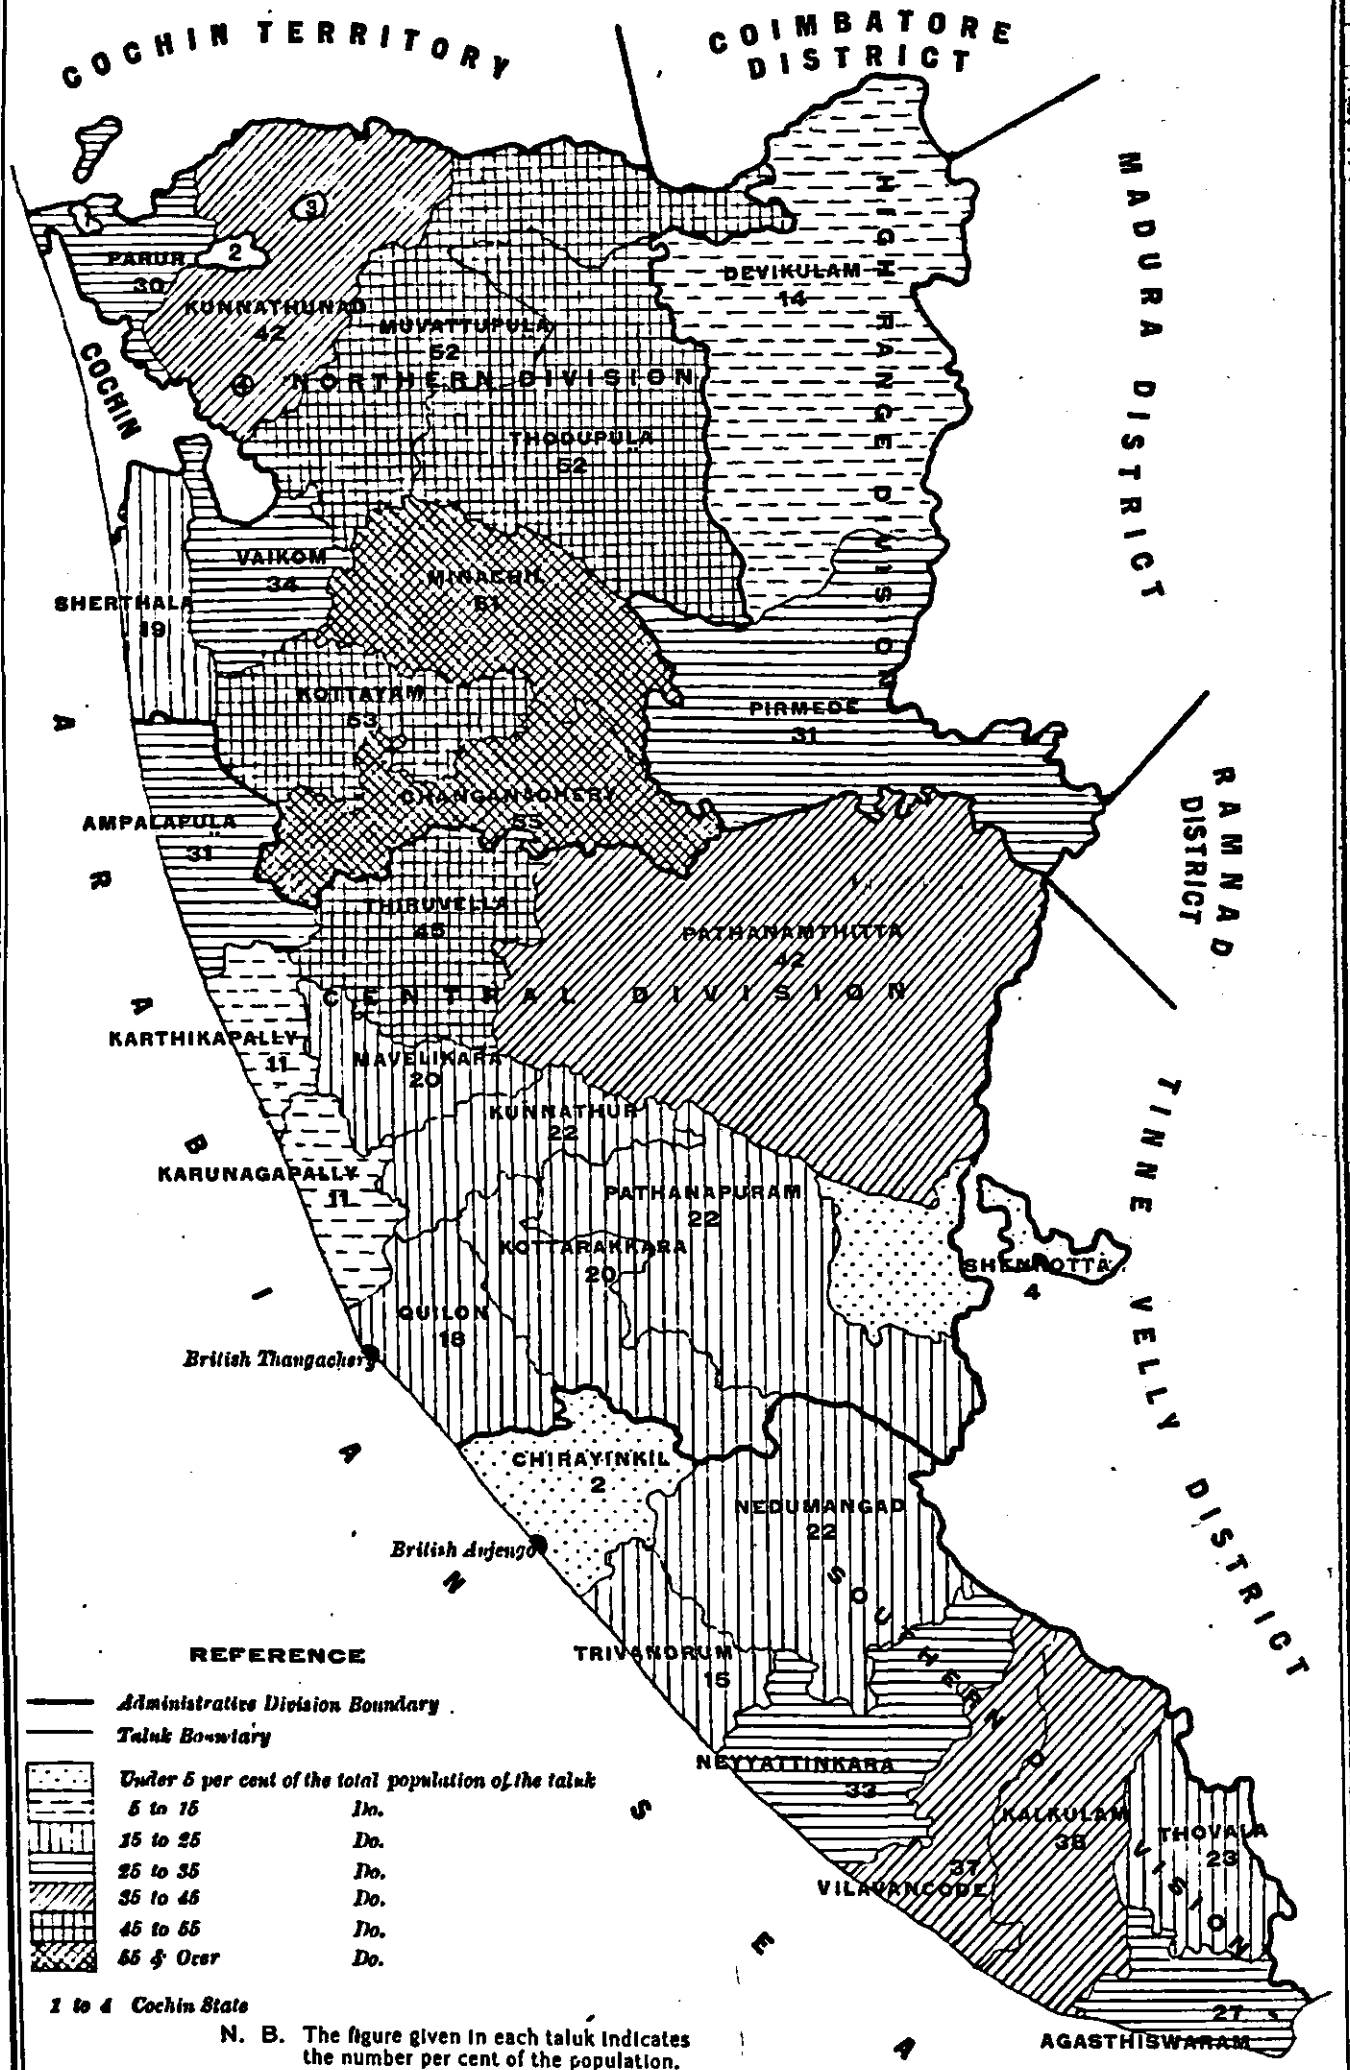 COCHIN TERRITORY
COIMBATORE
DISTRICT
MADURA DISTRICT
RAMNAD
DISTRICT
TINNEVELLY DISTRICT
ARABIAN SEA
COCHIN
HIGH RANGE DIVISION
NORTHERN DIVISION
CENTRAL DIVISION
SOUTHERN DIVISION
3
2
4
PARUR
30
KUNNATHUNAD
42
MUVATTUPULA
52
DEVIKULAM
14
THODUPULA
52
VAIKOM
34
MINACHIL
61
SHERTHALA
19
KOTTAYAM
53
PIRMEDE
31
CHANGANACHERY
55
AMPALAPULA
31
THIRUVELLA
45
PATHANAMTHITTA
42
KARTHIKAPALLY
11
MAVELIKARA
20
KUNNATHUR
22
KARUNAGAPALLY
11
PATHANAPURAM
22
KOTTARAKKARA
20
SHENKOTTA
4
QUILON
18
British Thangachery
CHIRAYINKIL
2
NEDUMANGAD
22
British Anjengo
TRIVANDRUM
15
NEYYATTINKARA
33
KALKULAM
38
THOVALA
23
37
VILAVANCODE
27
AGASTHISWARAM
REFERENCE
Administrative Division Boundary
Taluk Boundary
Under 5 per cent of the total population of the taluk
5 to 15 Do.
15 to 25 Do.
25 to 35 Do.
35 to 45 Do.
45 to 55 Do.
55 & Over Do.
1 to 4 Cochin State
N. B. The figure given in each taluk indicates
the number per cent of the population.